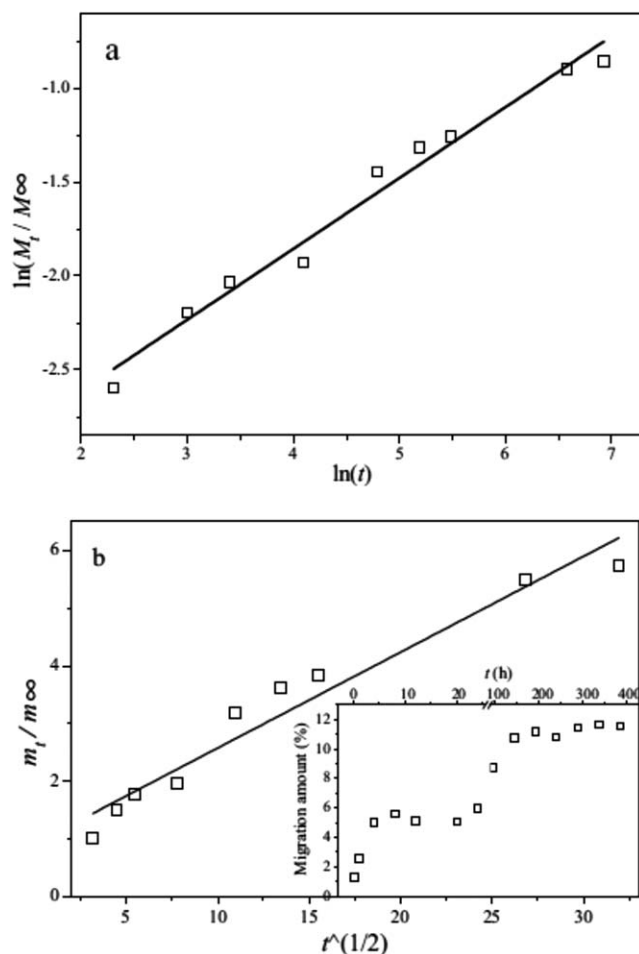 a
-1.0
-1.5
-2.0
-2.5
ln(Mt / M∞
2 3 4 5 6 7
ln(t)
b
6
4
2
0
mt / m∞
t (h)
0 10 20 100 200 300 400
12
10
8
6
4
2
0
Migration amount (%)
5 10 15 20 25 30
t^(1/2)